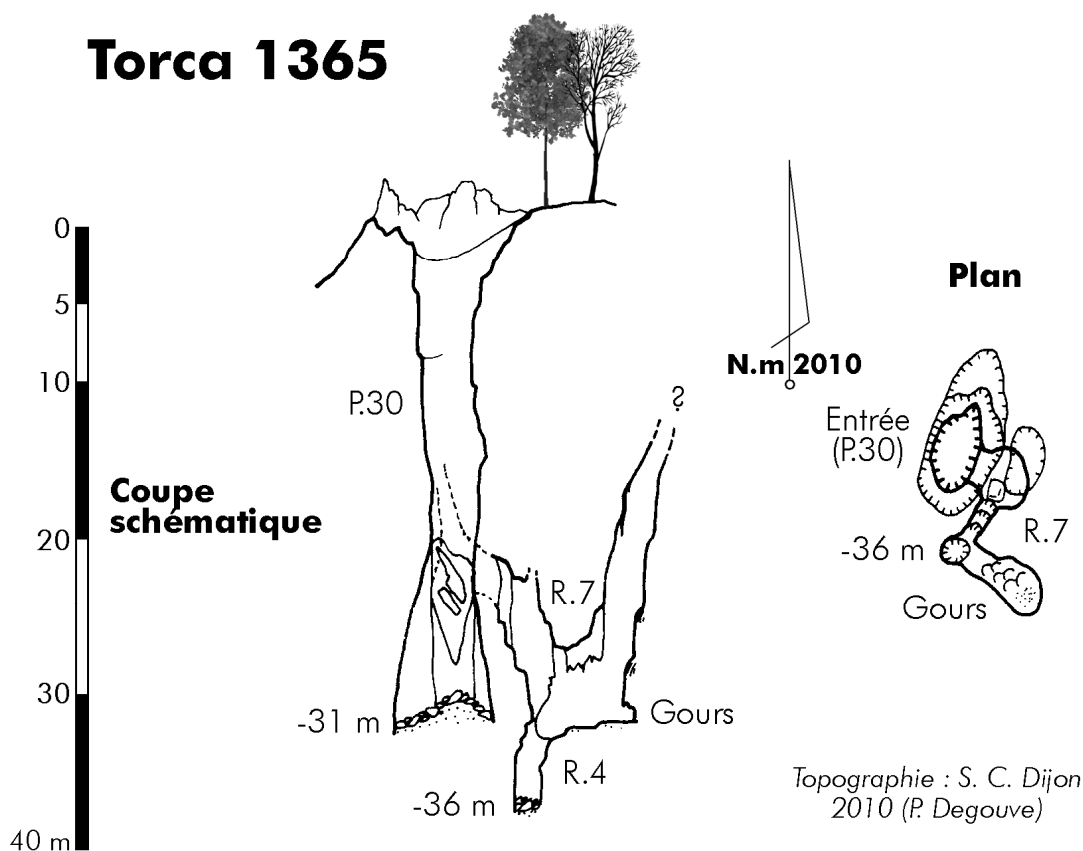 Torca 1365
0
5
10
20
30
40 m
P.30
Coupe
schématique
?
R.7
-31 m
Gours
R.4
-36 m
N.m 2010
Plan
Entrée
(P.30)
R.7
-36 m
Gours
Topographie : S. C. Dijon
2010 (P. Degouve)